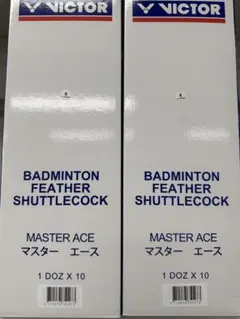 VICTOR
BADMINTON
FEATHER
SHUTTLECOCK
MASTER ACE
マスター エース
1 DOZ X 10
VICTOR
BADMINTON
FEATHER
SHUTTLECOCK
MASTER ACE
マスター エース
1 DOZ X 10